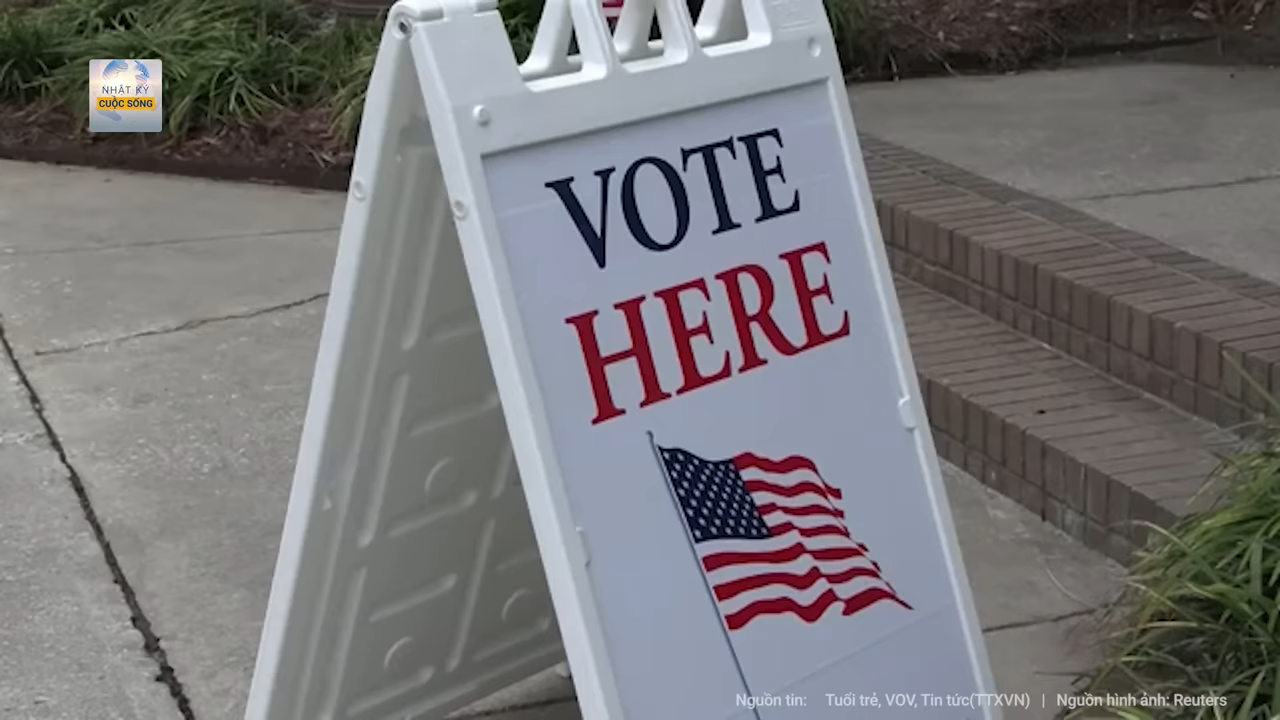 NHẬT KÝ
CUỘC SỐNG
VOTE
HERE
Nguồn tin: Tuổi trẻ, VOV, Tin tức(TTXVN) | Nguồn hình ảnh: Reuters